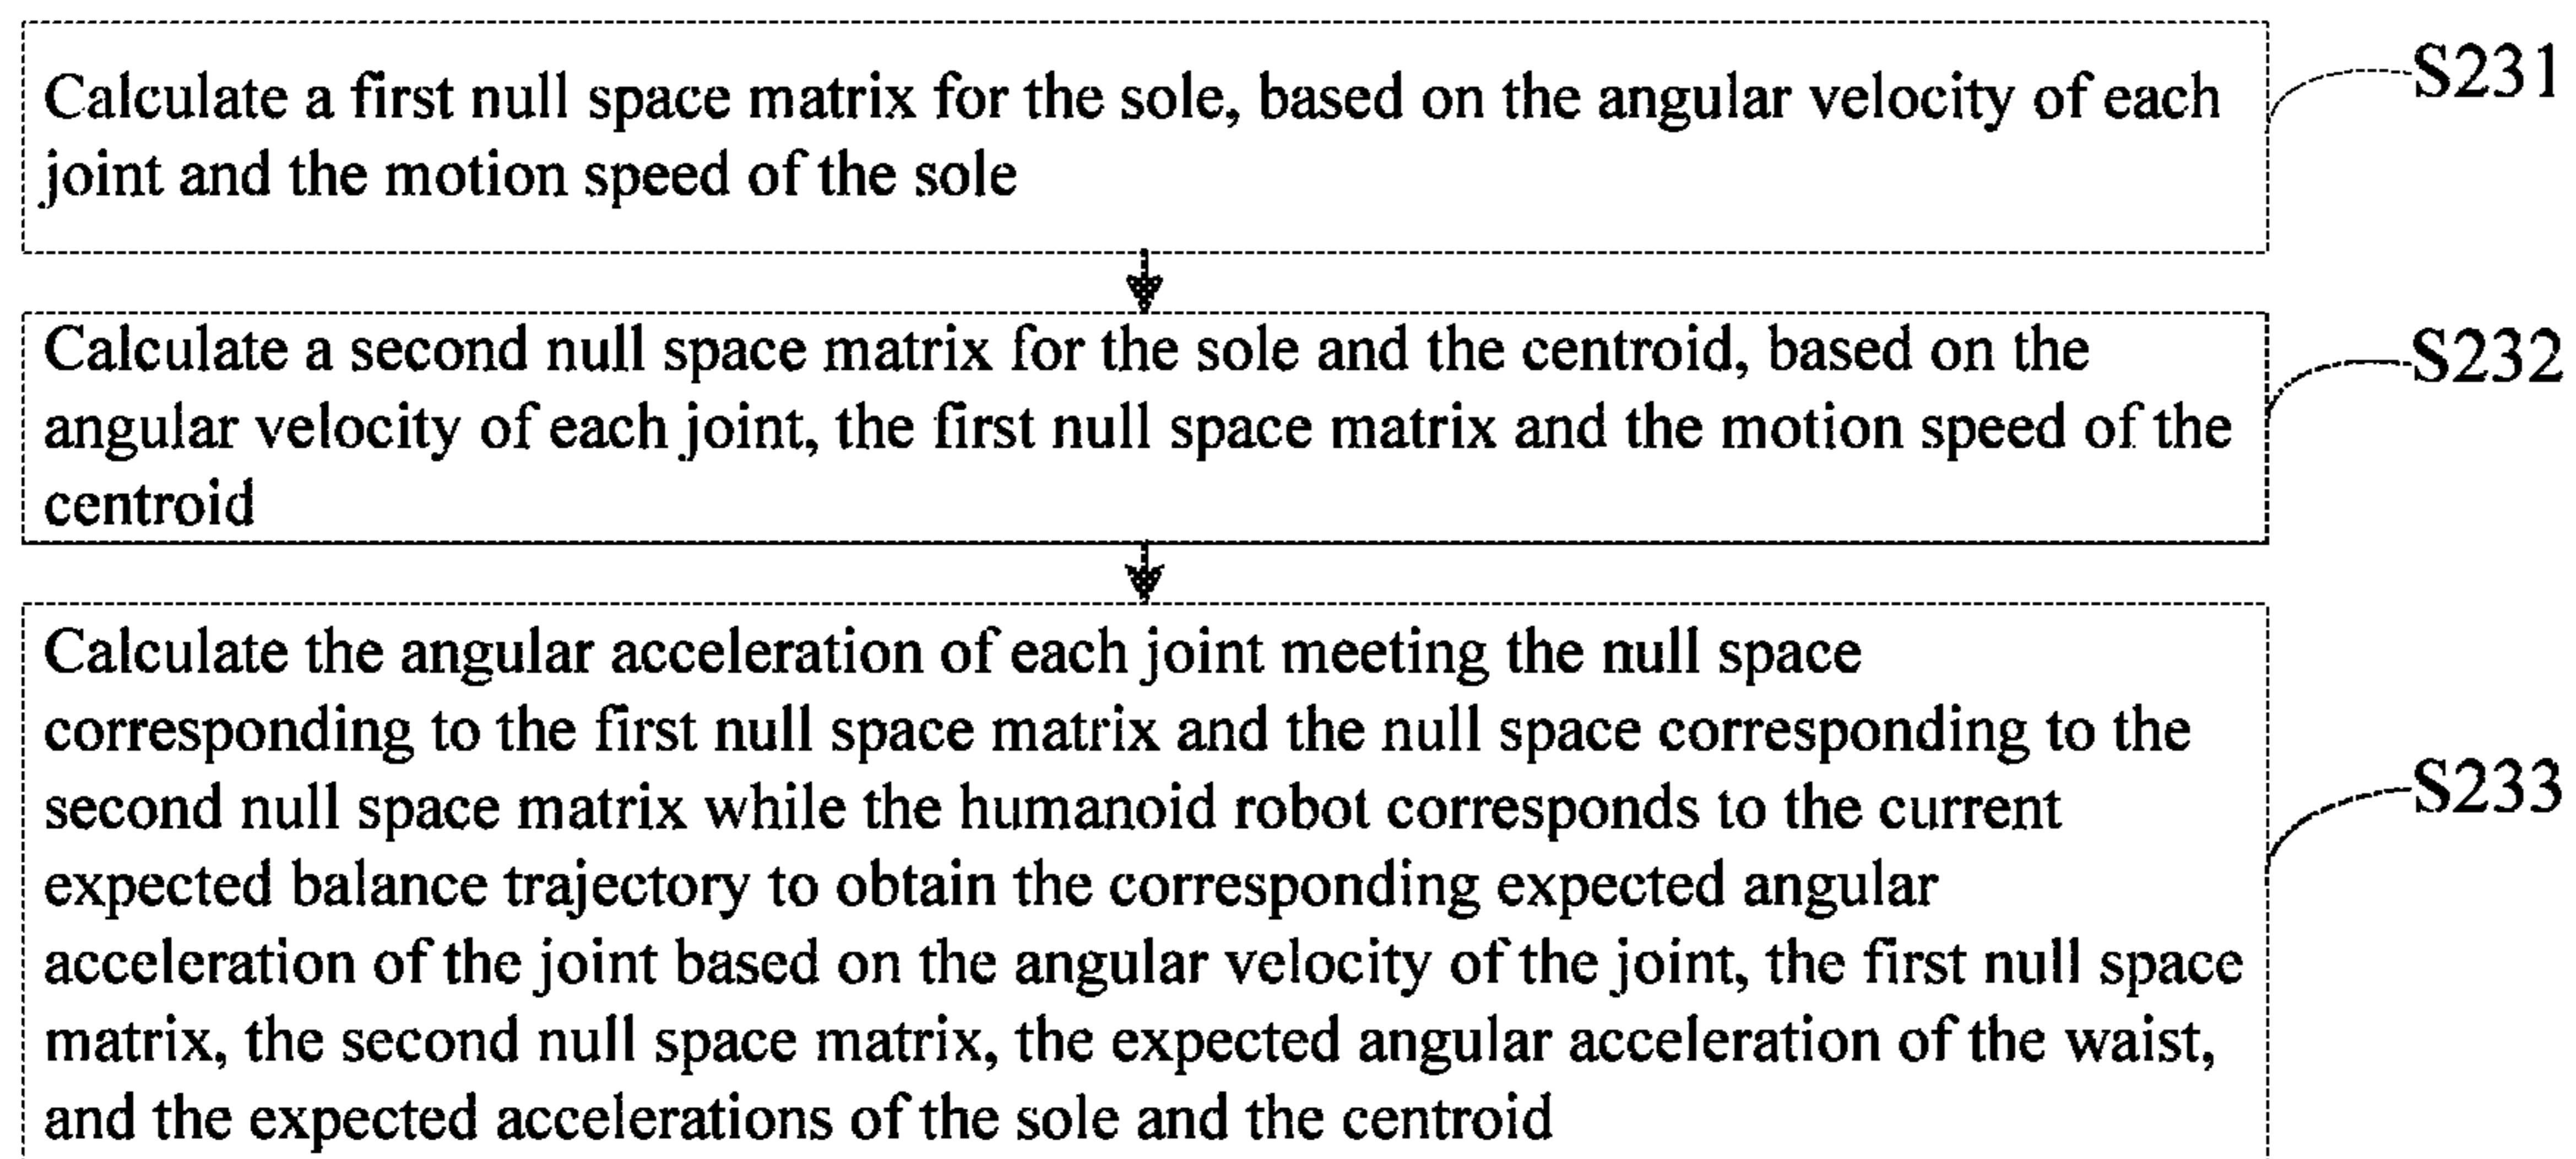 Calculate a first null space matrix for the sole, based on the angular velocity of each
joint and the motion speed of the sole
S231
Calculate a second null space matrix for the sole and the centroid, based on the
angular velocity of each joint, the first null space matrix and the motion speed of the
centroid
S232
Calculate the angular acceleration of each joint meeting the null space
corresponding to the first null space matrix and the null space corresponding to the
second null space matrix while the humanoid robot corresponds to the current
expected balance trajectory to obtain the corresponding expected angular
acceleration of the joint based on the angular velocity of the joint, the first null space
matrix, the second null space matrix, the expected angular acceleration of the waist,
and the expected accelerations of the sole and the centroid
S233